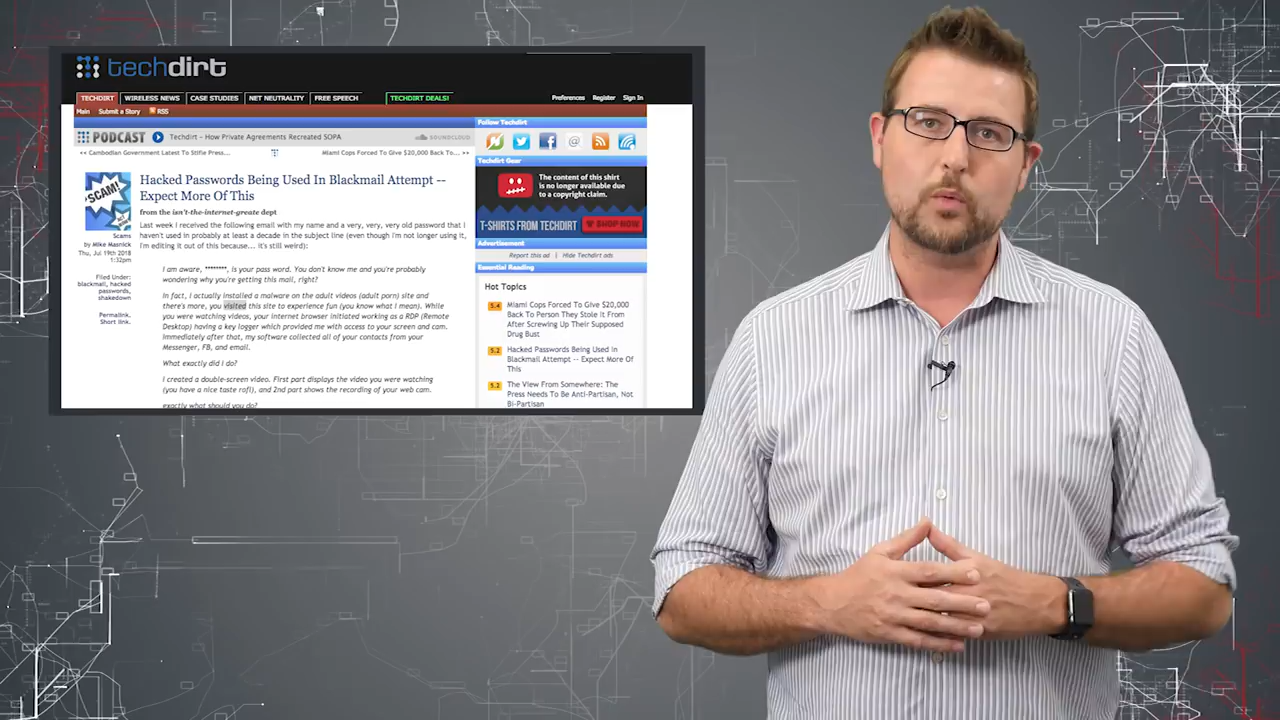 techdirt
TECHDIRT WIRELESS NEWS CASE STUDIES NET NEUTRALITY FREE SPEECH TECHDIRT DEALS! Preferences Register Sign In
Main Submit a Story RSS
PODCAST Techdirt – How Private Agreements Recreated SOPA SOUNDCLOUD
<< Cambodian Government Latest To Stifle Press... Miami Cops Forced To Give $20,000 Back To... >>
Hacked Passwords Being Used In Blackmail Attempt --
Expect More Of This
from the isn't-the-internet-greate dept
SCAM!
Scams
by Mike Masnick
Thu, Jul 19th 2018
1:32pm
Filed Under:
blackmail, hacked
passwords,
shakedown
Permalink.
Short link.
Last week I received the following email with my name and a very, very, very old password that I
haven't used in probably at least a decade in the subject line (even though I'm not longer using it,
I'm editing it out of this because... it's still weird):
I am aware, ********, is your pass word. You don't know me and you're probably
wondering why you're getting this mail, right?
In fact, I actually installed a malware on the adult videos (adult porn) site and
there's more, you visited this site to experience fun (you know what I mean). While
you were watching videos, your internet browser initiated working as a RDP (Remote
Desktop) having a key logger which provided me with access to your screen and cam.
Immediately after that, my software collected all of your contacts from your
Messenger, FB, and email.
What exactly did I do?
I created a double-screen video. First part displays the video you were watching
(you have a nice taste rofl), and 2nd part shows the recording of your web cam.
exactly what should you do?
Follow Techdirt
Techdirt Gear
The content of this shirt
is no longer available due
to a copyright claim.
T-SHIRTS FROM TECHDIRT SHOP NOW
Advertisement
Report this ad | Hide Techdirt ads
Essential Reading
Hot Topics
5.4 Miami Cops Forced To Give $20,000
Back To Person They Stole It From
After Screwing Up Their Supposed
Drug Bust
5.2 Hacked Passwords Being Used In
Blackmail Attempt -- Expect More Of
This
5.2 The View From Somewhere: The
Press Needs To Be Anti-Partisan, Not
Bi-Partisan